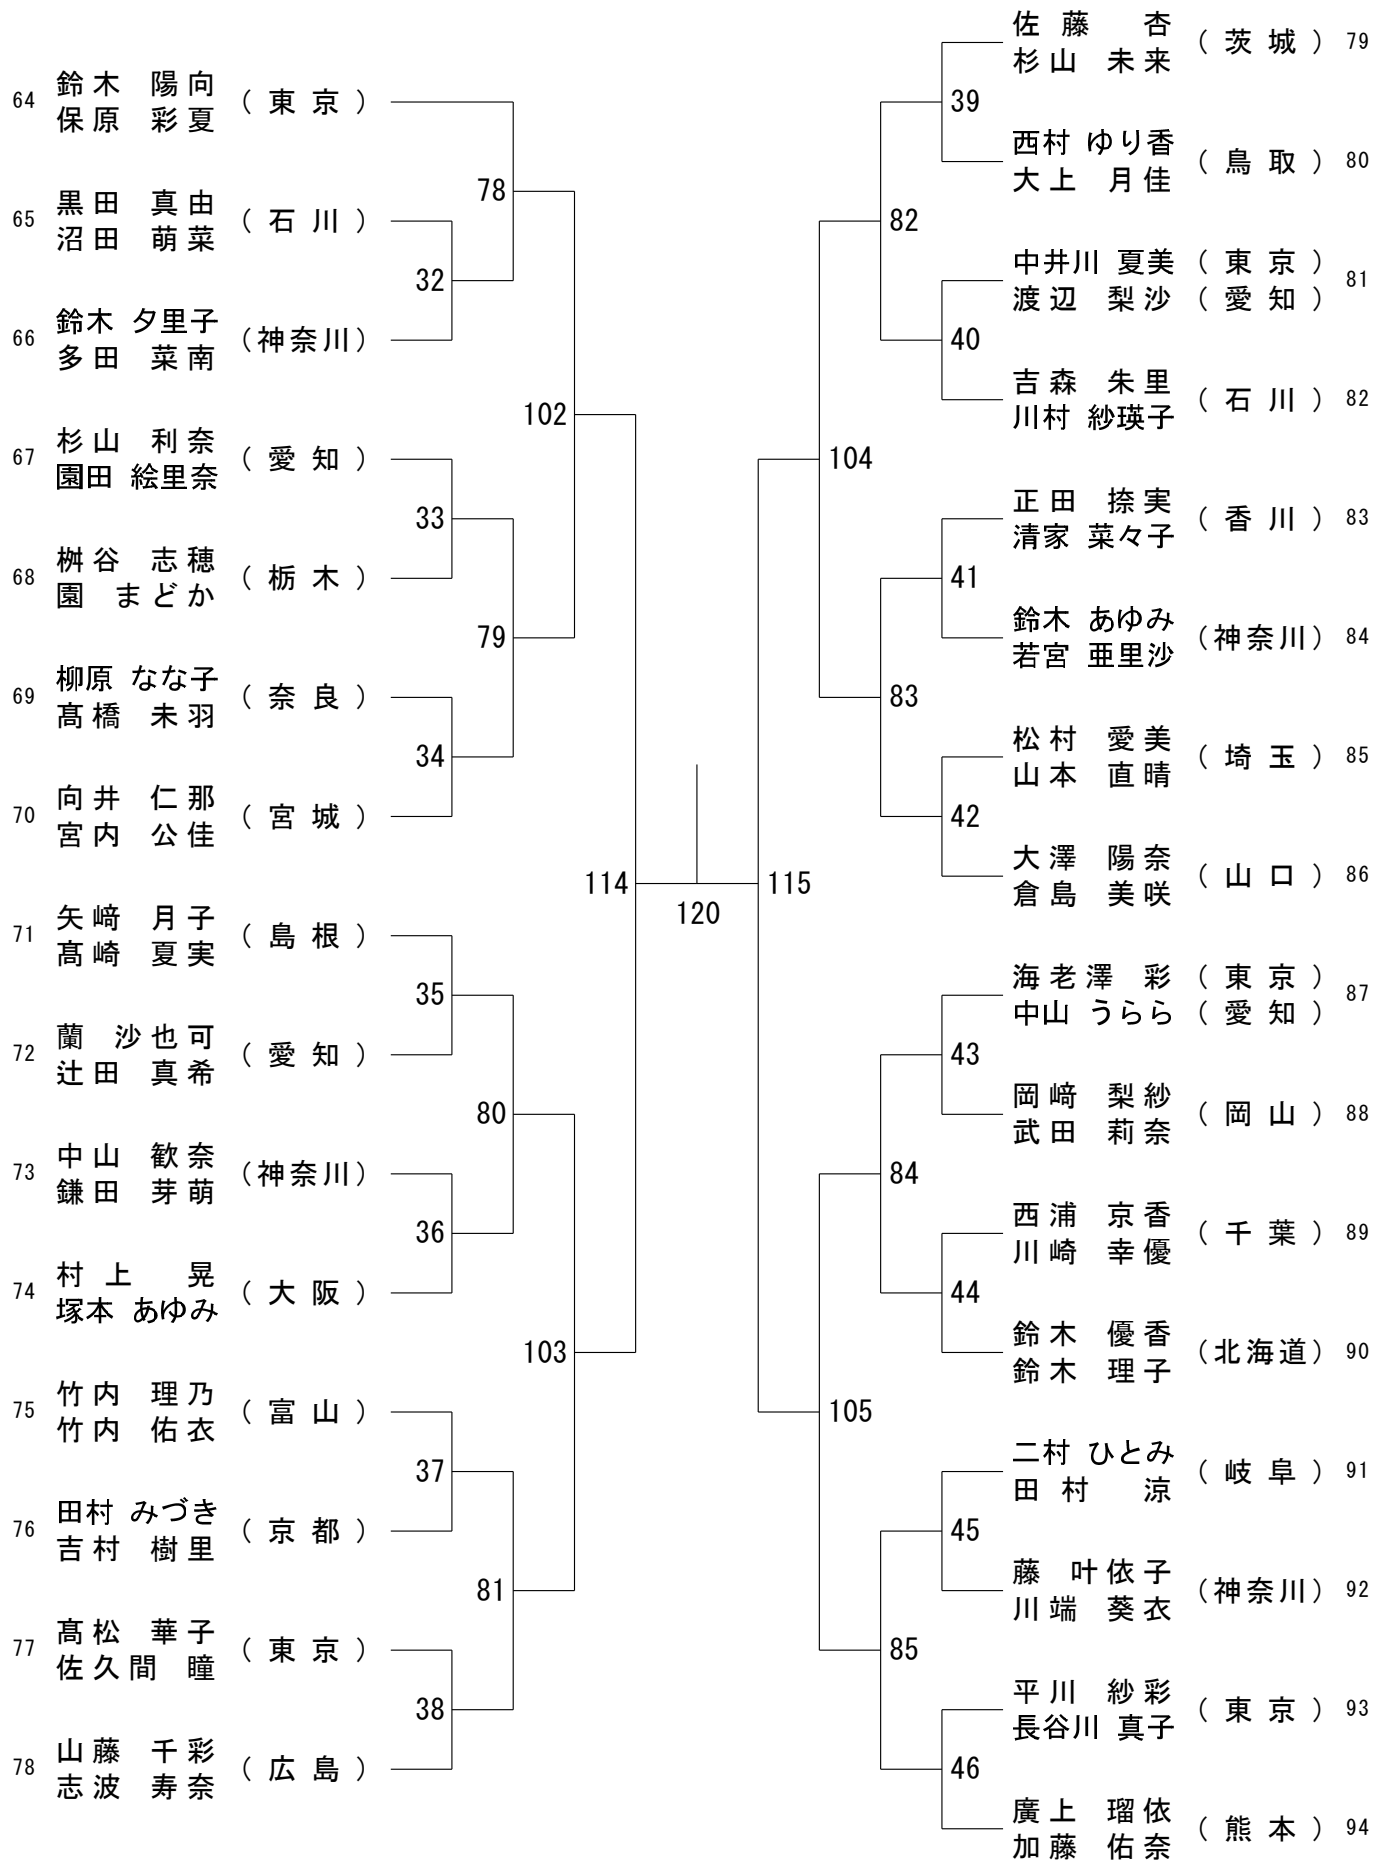 64 鈴木 陽向 (東京)
保原 彩夏
78
65 黒田 真由 (石川)
沼田 萌菜
32
66 鈴木 夕里子 (神奈川)
多田 菜南
102
67 杉山 利奈 (愛知)
園田 絵里奈
33
68 桝谷 志穂 (栃木)
園 まどか
79
69 柳原 なな子 (奈良)
髙橋 未羽
34
70 向井 仁那 (宮城)
宮内 公佳
114
71 矢﨑 月子 (島根)
髙崎 夏実
35
72 蘭 沙也可 (愛知)
辻田 真希
80
73 中山 歓奈 (神奈川)
鎌田 芽萌
36
74 村上 晃 (大阪)
塚本 あゆみ
103
75 竹内 理乃 (富山)
竹内 佑衣
37
76 田村 みづき (京都)
吉村 樹里
81
77 髙松 華子 (東京)
佐久間 瞳
38
78 山藤 千彩 (広島)
志波 寿奈
120
佐藤 杏 (茨城) 79
杉山 未来
39
西村 ゆり香 (鳥取) 80
大上 月佳
82
中井川 夏美 (東京) 81
渡辺 梨沙 (愛知)
40
吉森 朱里 (石川) 82
川村 紗瑛子
104
正田 捺実 (香川) 83
清家 菜々子
41
鈴木 あゆみ (神奈川) 84
若宮 亜里沙
83
松村 愛美 (埼玉) 85
山本 直晴
42
大澤 陽奈 (山口) 86
倉島 美咲
115
海老澤 彩 (東京) 87
中山 うらら (愛知)
43
岡﨑 梨紗 (岡山) 88
武田 莉奈
84
西浦 京香 (千葉) 89
川崎 幸優
44
鈴木 優香 (北海道) 90
鈴木 理子
105
二村 ひとみ (岐阜) 91
田村 涼
45
藤 叶依子 (神奈川) 92
川端 葵衣
85
平川 紗彩 (東京) 93
長谷川 真子
46
廣上 瑠依 (熊本) 94
加藤 佑奈